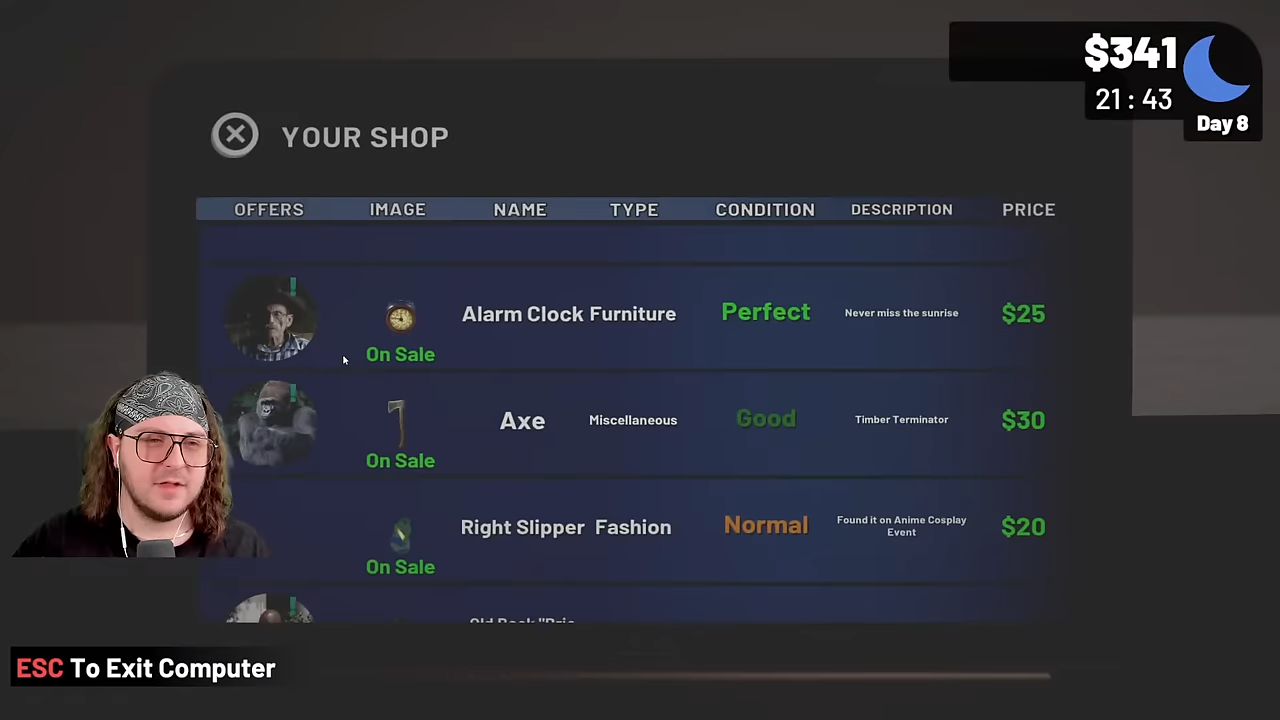 $341
21 : 43
Day 8
YOUR SHOP
OFFERS IMAGE NAME TYPE CONDITION DESCRIPTION PRICE
Alarm Clock Furniture Perfect Never miss the sunrise $25
On Sale
Axe Miscellaneous Good Timber Terminator $30
On Sale
Right Slipper Fashion Normal Found it on Anime Cosplay
Event
$20
On Sale
ESC To Exit Computer